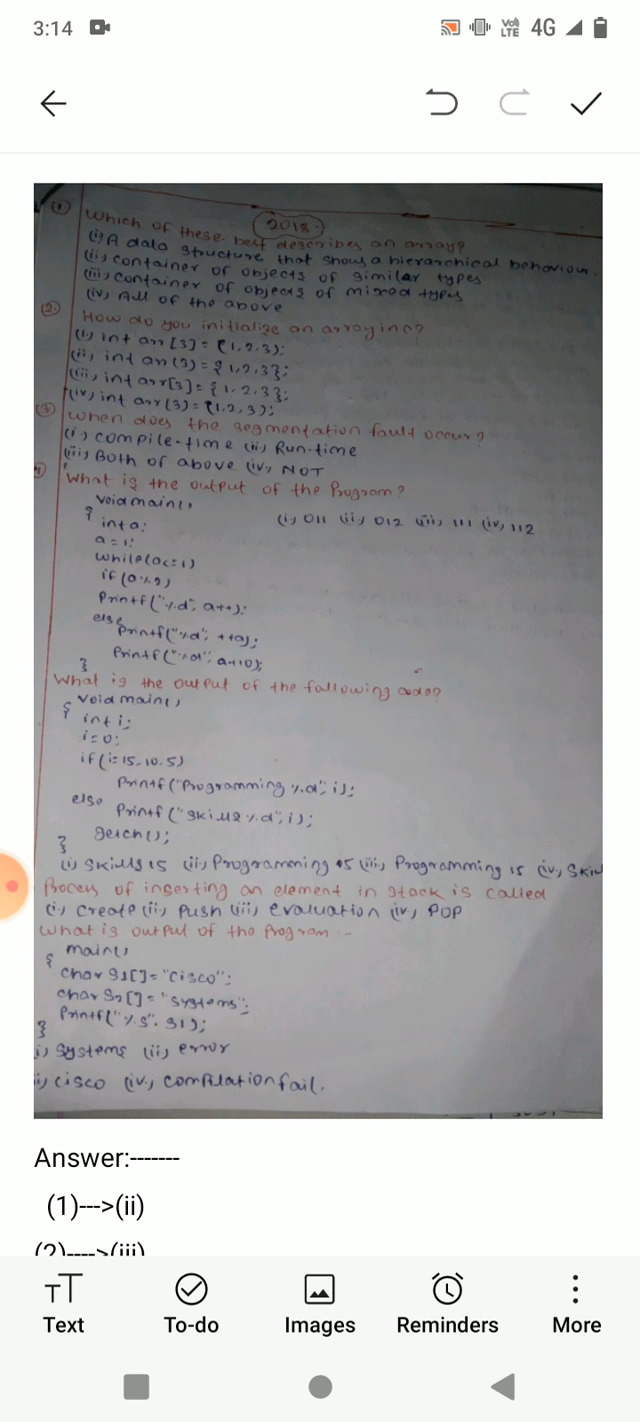 3:14
Vo) LTE 4G
① Which of these best describes an array?
2018
(i) A data structure that shows a hierarchical behaviour.
(ii) container of objects of similar types
(iii) container of objects of mixed types
(iv) All of the above
② How do you initialize an array in c?
(i) int arr [3] = (1,2,3);
(ii) int arr(3) = {1,2,3};
(iii) int arr[3] = {1,2,3};
(iv) int arr(3) = (1,2,3);
③ When does the segmentation fault occur?
(i) compile-time (ii) Run-time
(iii) Both of above (iv) NOT
What is the output of the Program?
void main()
{ int a; (i) 011 (ii) 012 (iii) 111 (iv) 112
a = 1;
while(a<=1)
if (a%2)
Printf("%d", a++);
else
Printf("%d", ++a);
Printf("%d", a+10);
}
What is the output of the following code?
void main()
{ int i;
i = 0;
if (i=15,10,5)
Printf("Programming %d", i);
else
Printf ("Skills %d", i);
getch();
}
(i) Skills 15 (ii) Programming 5 (iii) Programming 15 (iv) Skil
Process of inserting an element in stack is called
(i) Create (ii) Push (iii) evaluation (iv) POP
What is output of the Program :-
main()
{
char S1[] = "Cisco";
char S2[] = "Systems";
Printf("%s". S1);
}
i) Systems (ii) error
i) Cisco (iv) Compilation fail.
Answer:-------
(1)--->(ii)
(2)---->(iii)
Text To-do Images Reminders More